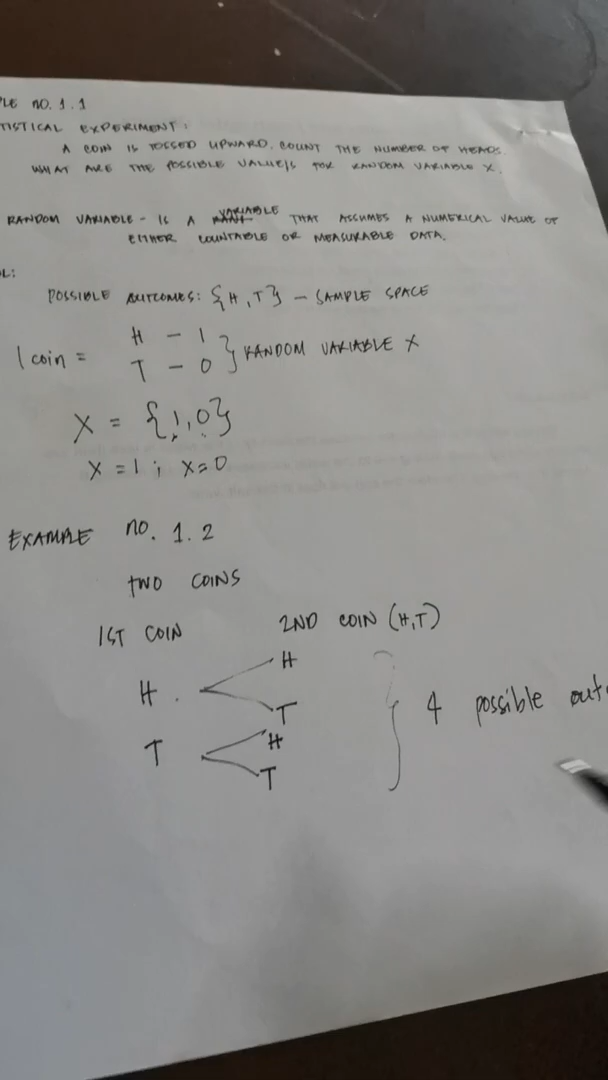 LE NO. 1.1
TISTICAL EXPERIMENT:
A COIN IS TOSSED UPWARD. COUNT THE NUMBER OF HEADS.
WHAT ARE THE POSSIBLE VALUE/S FOR RANDOM VARIABLE X.
RANDOM VARIABLE - IS A VARIABLE THAT ASSUMES A NUMERICAL VALUE OF
EITHER COUNTABLE OR MEASURABLE DATA.
L:
POSSIBLE OUTCOMES: {H,T} - SAMPLE SPACE
1 coin = H - 1
T - 0 } RANDOM VARIABLE X
X = {1,0}
X = 1 ; X = 0
EXAMPLE NO. 1.2
TWO COINS
1ST COIN 2ND COIN (H,T)
H H
T
T H
T
4 possible out